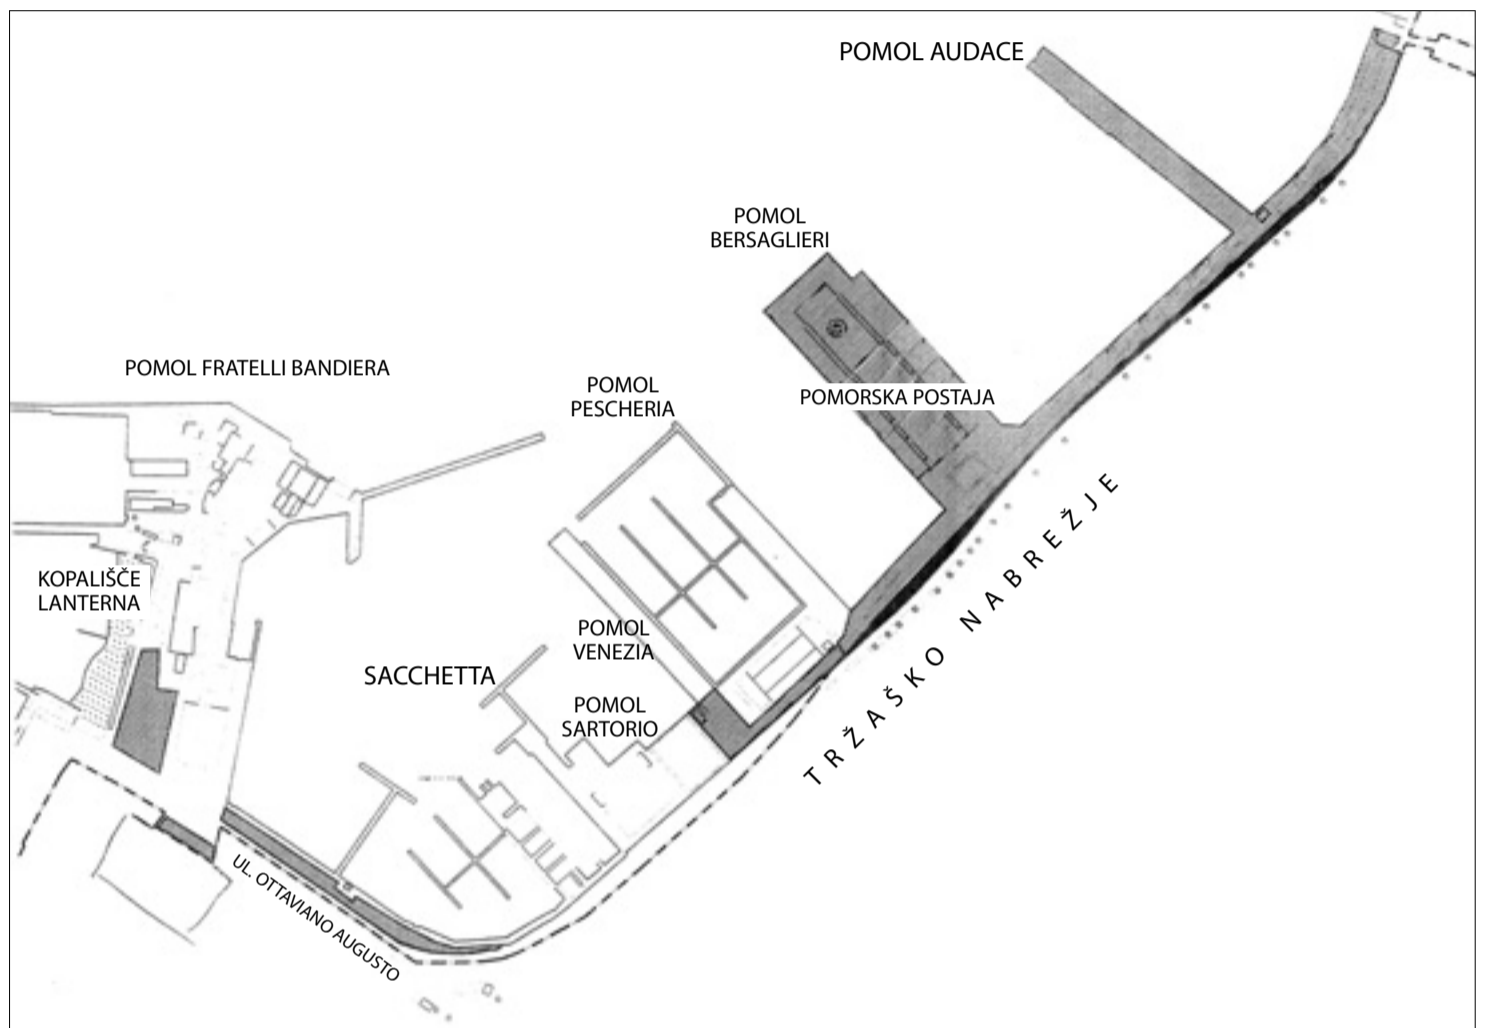 POMOL AUDACE
POMOL
BERSAGLIERI
POMOL FRATELLI BANDIERA
POMOL
PESCHERIA
POMORSKA POSTAJA
KOPALIŠČE
LANTERNA
POMOL
VENEZIA
SACCHETTA
POMOL
SARTORIO
TRŽAŠKO NABREŽJE
UL. OTTAVIANO AUGUSTO